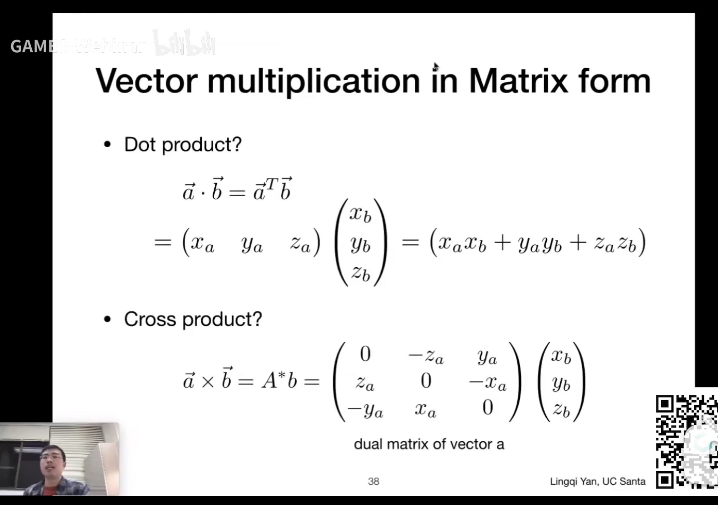 GAMES Webinar bilibili
Vector multiplication in Matrix form
• Dot product?
$\vec{a} \cdot \vec{b} = \vec{a}^T \vec{b}$
$= \begin{pmatrix} x_a & y_a & z_a \end{pmatrix} \begin{pmatrix} x_b \\ y_b \\ z_b \end{pmatrix} = \begin{pmatrix} x_a x_b + y_a y_b + z_a z_b \end{pmatrix}$
• Cross product?
$\vec{a} \times \vec{b} = A^* b = \begin{pmatrix} 0 & -z_a & y_a \\ z_a & 0 & -x_a \\ -y_a & x_a & 0 \end{pmatrix} \begin{pmatrix} x_b \\ y_b \\ z_b \end{pmatrix}$
dual matrix of vector a
38
Lingqi Yan, UC Santa